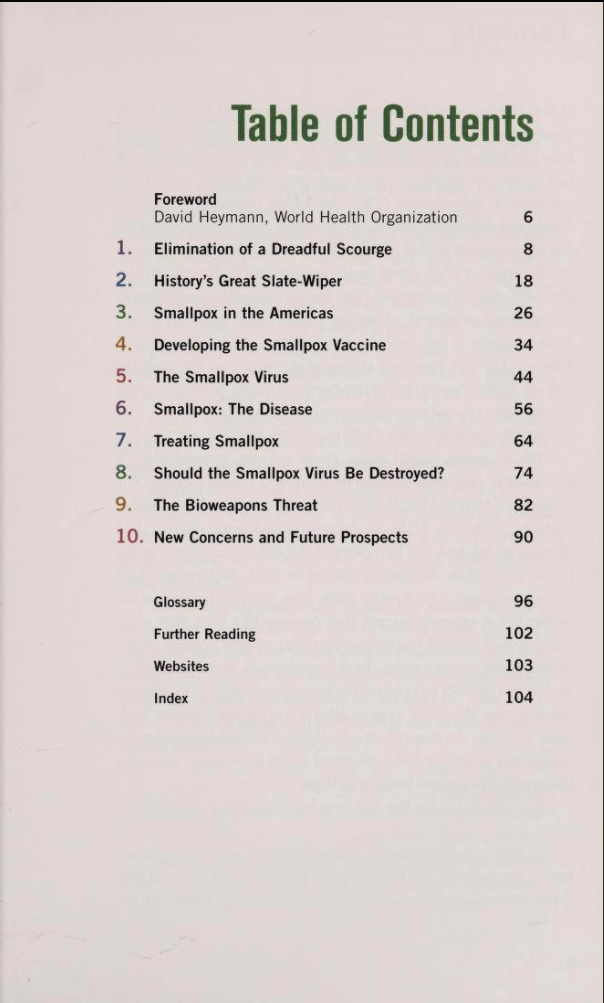 Table of Contents
Foreword
David Heymann, World Health Organization 6
1. Elimination of a Dreadful Scourge 8
2. History's Great Slate-Wiper 18
3. Smallpox in the Americas 26
4. Developing the Smallpox Vaccine 34
5. The Smallpox Virus 44
6. Smallpox: The Disease 56
7. Treating Smallpox 64
8. Should the Smallpox Virus Be Destroyed? 74
9. The Bioweapons Threat 82
10. New Concerns and Future Prospects 90
Glossary 96
Further Reading 102
Websites 103
Index 104